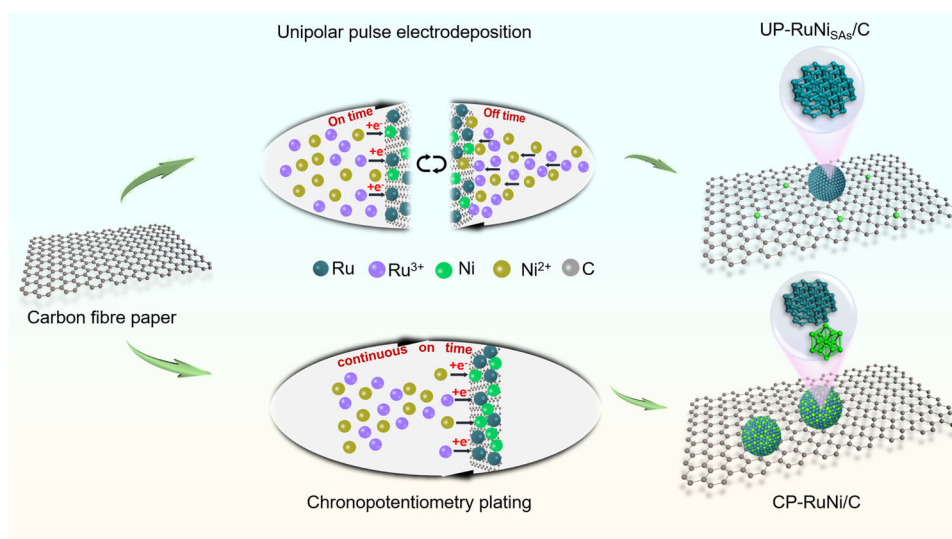 Unipolar pulse electrodeposition
UP-RuNiSAs/C
On time
+e-
+e-
+e-
Off time
Ru
Ru3+
Ni
Ni2+
C
Carbon fibre paper
continuous on time
+e-
+e-
+e-
Chronopotentiometry plating
CP-RuNi/C